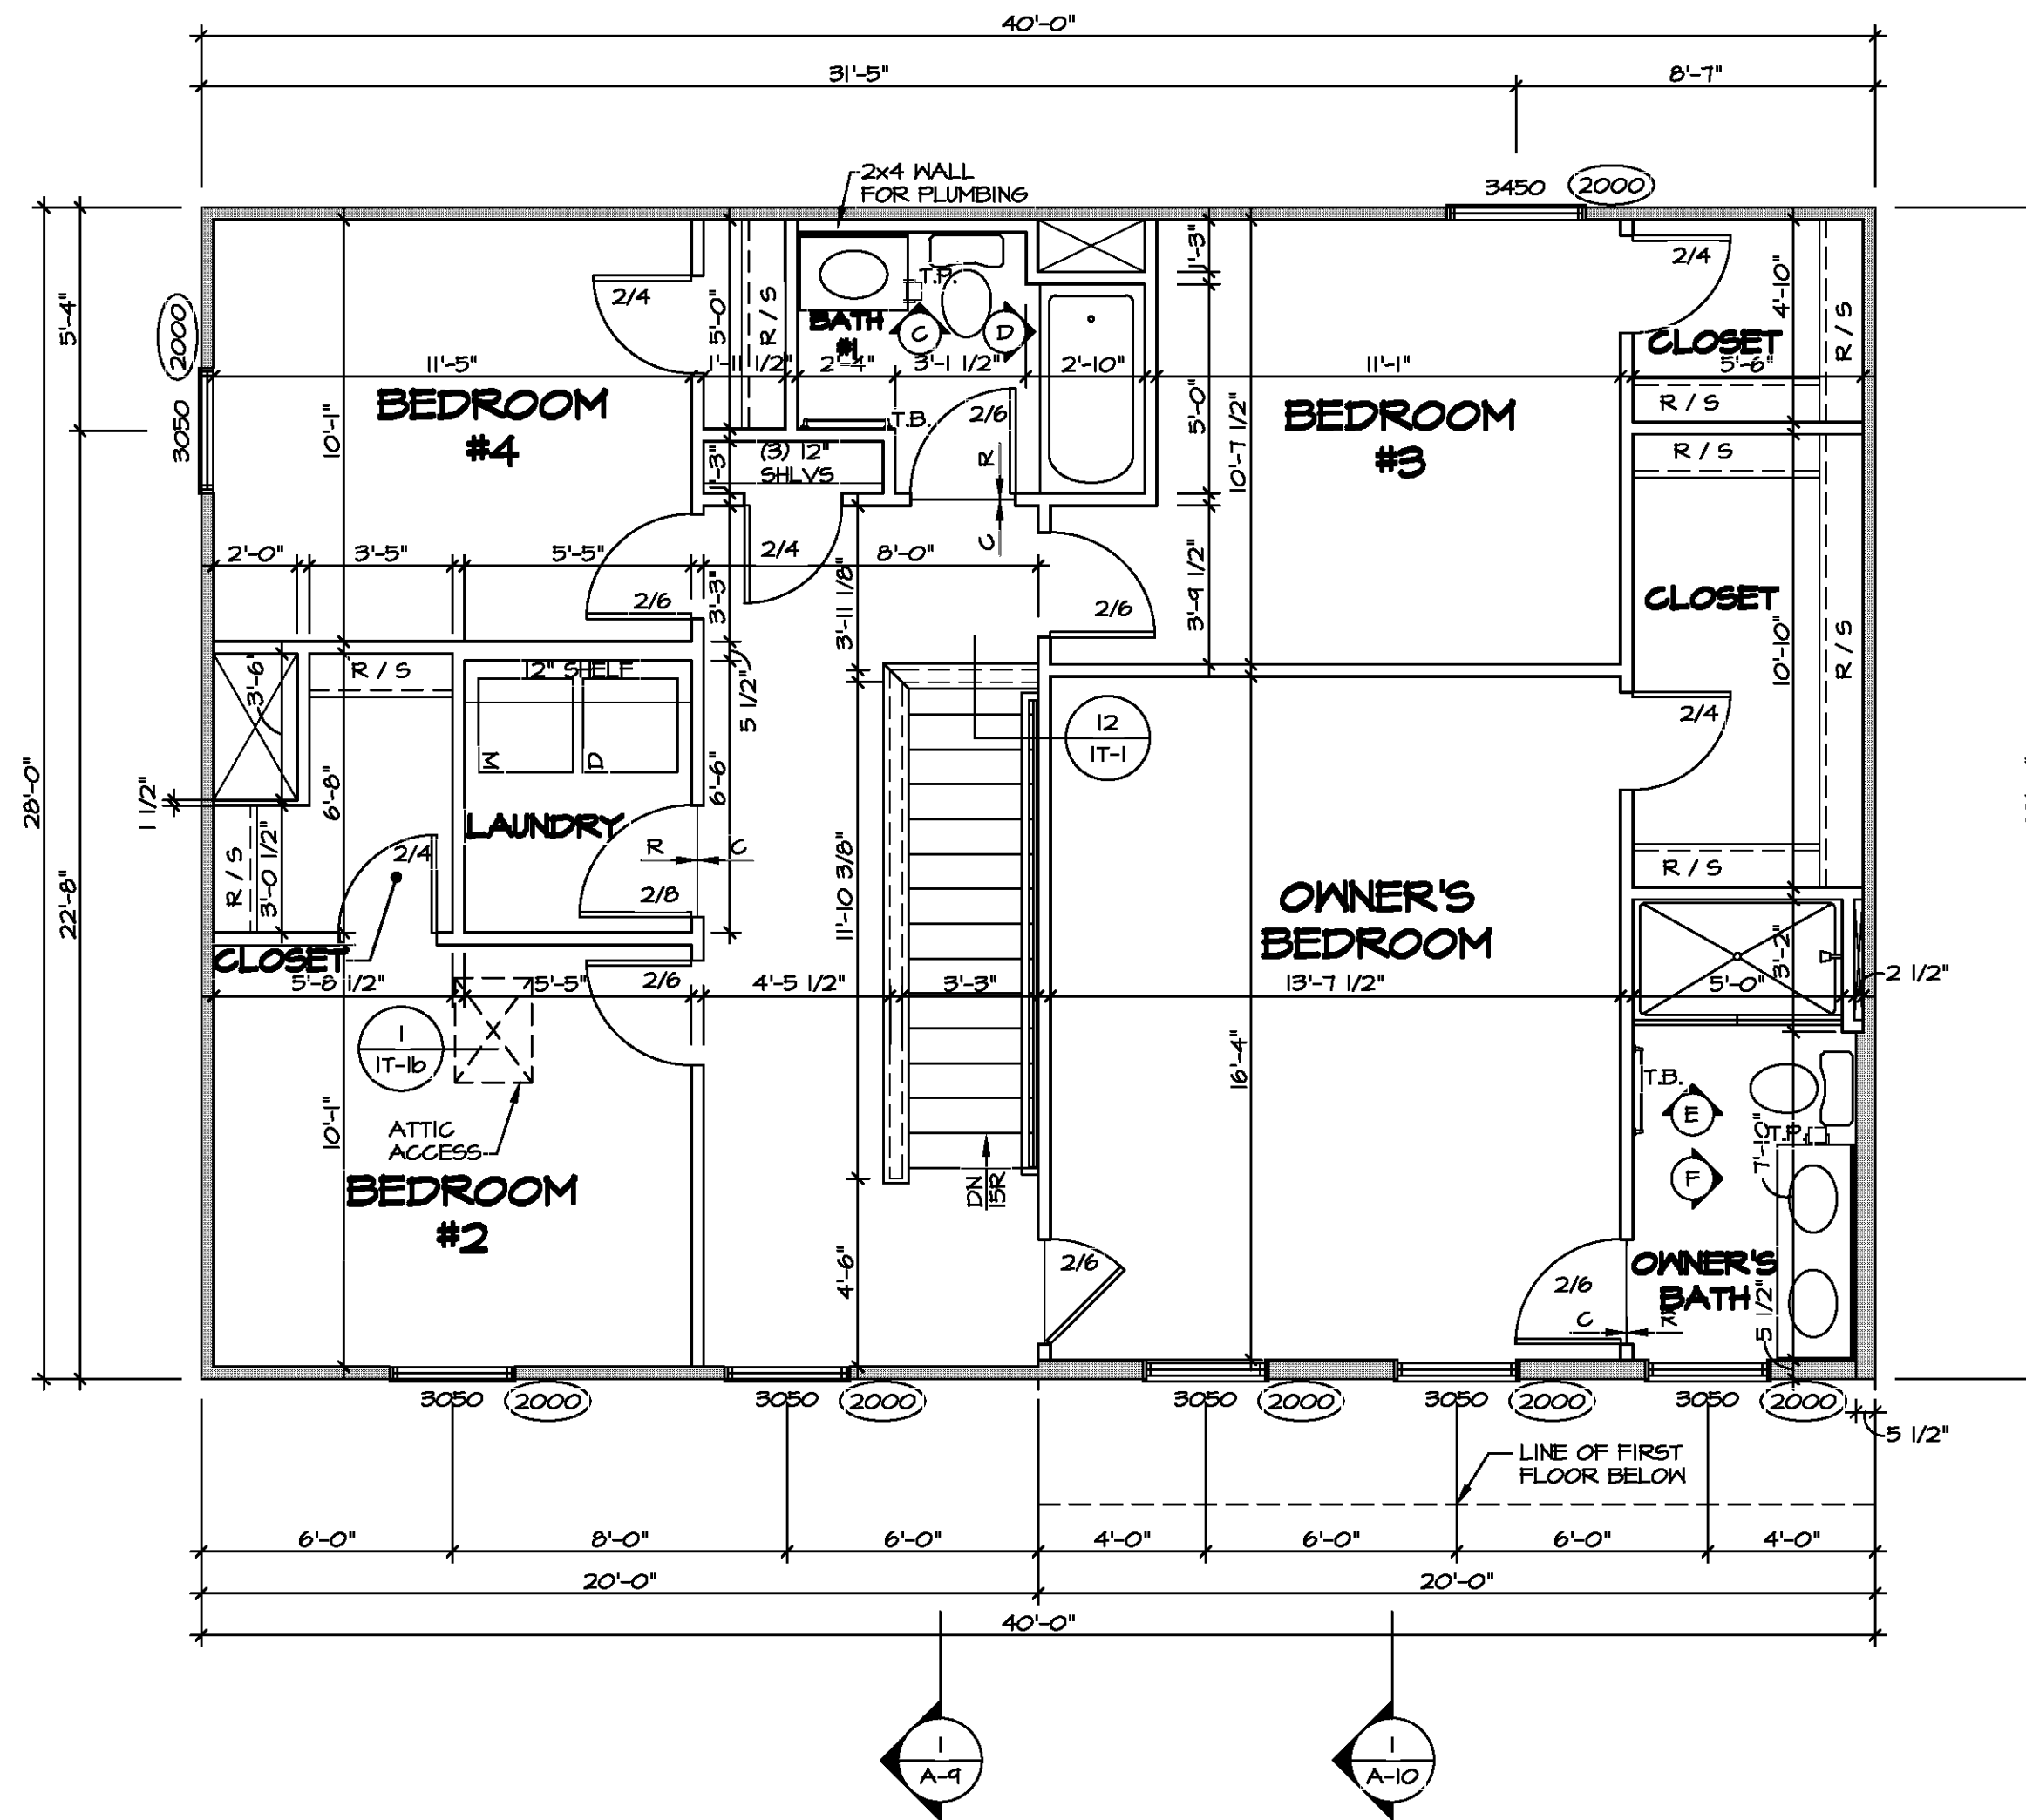 40'-0"
31'-5"
8'-7"
2x4 WALL
FOR PLUMBING
3450
2000
5'-4"
2000
3050
28'-0"
22'-8"
2/4
5'-0"
R / S
T.P.
BATH
#1
C
D
1'-3"
2/4
4'-10"
CLOSET
R / S
11'-5"
1'-11 1/2"
2'-4"
3'-1 1/2"
2'-10"
11'-1"
5'-6"
BEDROOM
#4
10'-1"
T.B.
2/6
5'-0"
10'-7 1/2"
BEDROOM
#3
R / S
R / S
(3) 12"
SHLVS
1'-3"
R
C
2'-0"
3'-5"
5'-5"
2/4
8'-0"
2/6
3'-3"
3'-11 1/8"
2/6
3'-9 1/2"
CLOSET
10'-10"
R / S
3'-6"
R / S
12" SHELF
5 1/2"
W
D
12
IT-1
2/4
1 1/2"
6'-8"
6'-6"
LAUNDRY
R / S
3'-0 1/2"
2/4
R
C
2/8
11'-10 3/8"
R / S
OWNER'S
BEDROOM
CLOSET
5'-8 1/2"
5'-5"
2/6
4'-5 1/2"
3'-3"
13'-7 1/2"
5'-0"
3'-2"
2 1/2"
1
IT-1b
X
10'-1"
ATTIC
ACCESS
16'-4"
T.B.
E
T.P.
7'-10"
F
BEDROOM
#2
DN
15R
4'-6"
2/6
2/6
OWNER'S
BATH
C
R
5 1/2"
3050
2000
3050
2000
3050
2000
3050
2000
3050
2000
5 1/2"
LINE OF FIRST
FLOOR BELOW
6'-0"
8'-0"
6'-0"
4'-0"
6'-0"
6'-0"
4'-0"
20'-0"
20'-0"
40'-0"
1
A-9
1
A-10